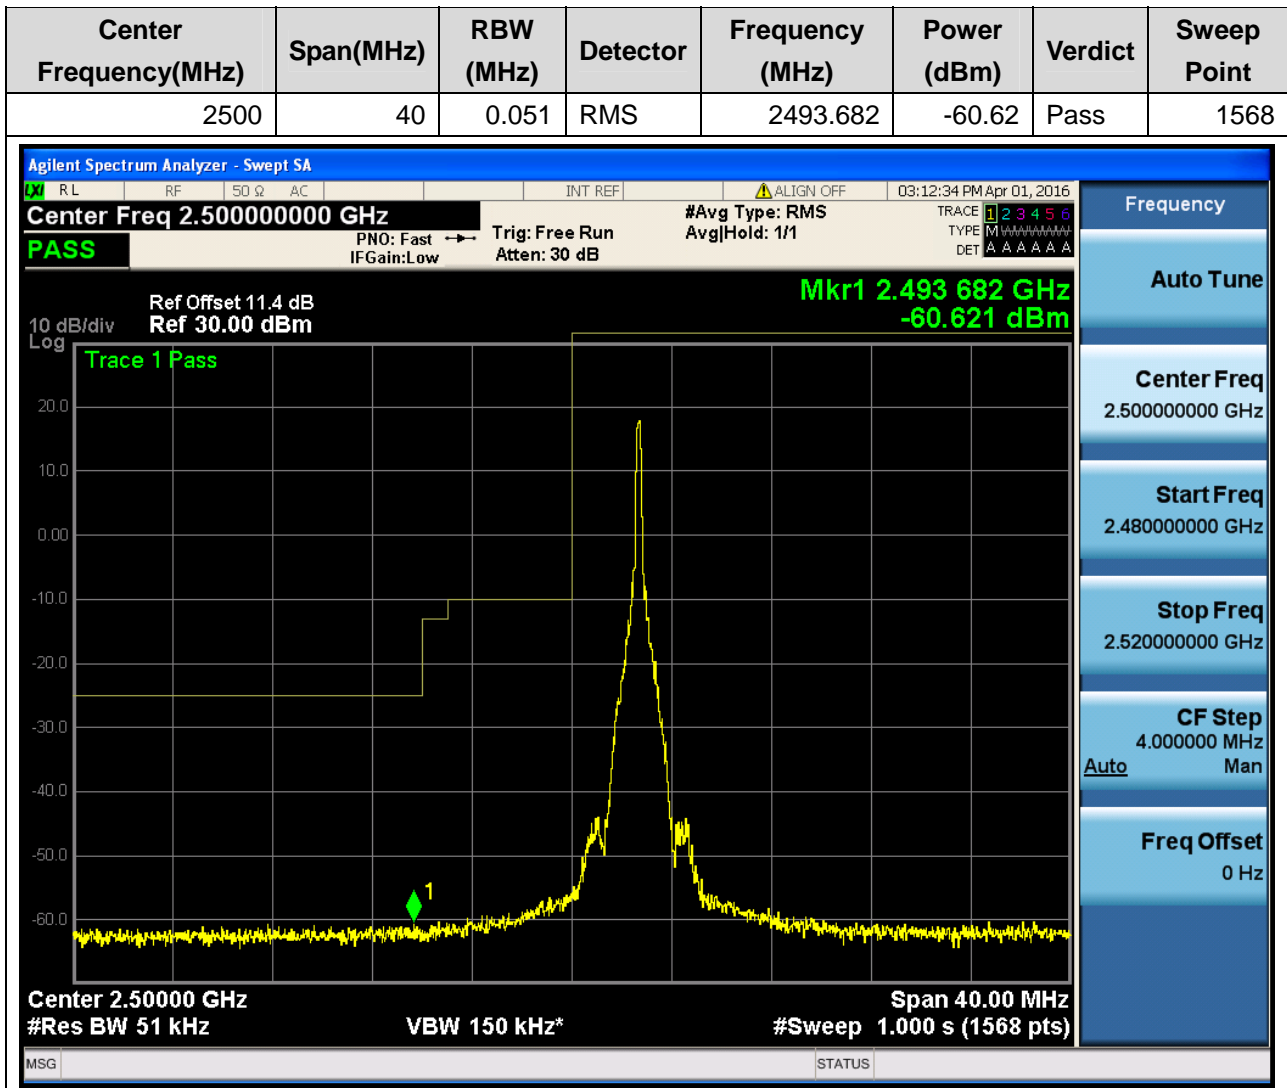 Center Frequency(MHz) Span(MHz) RBW (MHz) Detector Frequency (MHz) Power (dBm) Verdict Sweep Point
2500 40 0.051 RMS 2493.682 -60.62 Pass 1568
Agilent Spectrum Analyzer - Swept SA
LXI RL RF 50 Ω AC INT REF ALIGN OFF 03:12:34 PM Apr 01, 2016
Center Freq 2.500000000 GHz
PASS
PNO: Fast
IFGain:Low
Trig: Free Run
Atten: 30 dB
#Avg Type: RMS
Avg|Hold: 1/1
TRACE 1 2 3 4 5 6
TYPE M
DET A A A A A A
Ref Offset 11.4 dB
10 dB/div Ref 30.00 dBm
Log
Mkr1 2.493 682 GHz
-60.621 dBm
Trace 1 Pass
20.0
10.0
0.00
-10.0
-20.0
-30.0
-40.0
-50.0
-60.0
1
Center 2.50000 GHz Span 40.00 MHz
#Res BW 51 kHz VBW 150 kHz* #Sweep 1.000 s (1568 pts)
MSG STATUS
Frequency
Auto Tune
Center Freq
2.500000000 GHz
Start Freq
2.480000000 GHz
Stop Freq
2.520000000 GHz
CF Step
4.000000 MHz
Auto Man
Freq Offset
0 Hz